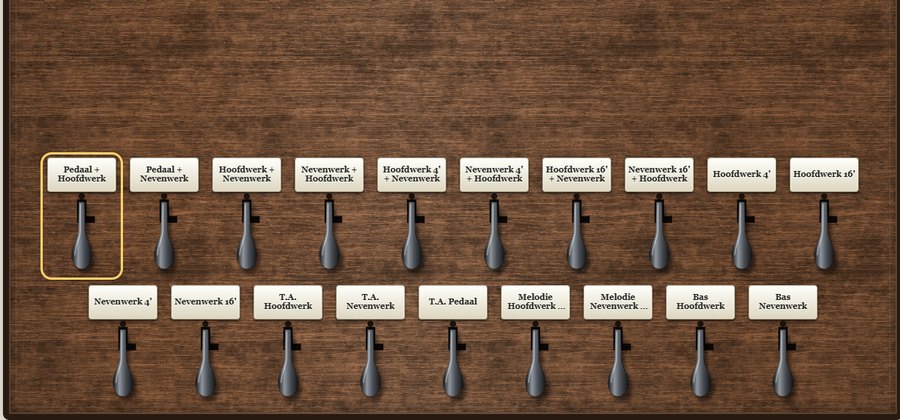 Pedaal +
Hoofdwerk
Pedaal +
Nevenwerk
Hoofdwerk +
Nevenwerk
Nevenwerk +
Hoofdwerk
Hoofdwerk 4'
+ Nevenwerk
Nevenwerk 4'
+ Hoofdwerk
Hoofdwerk 16'
+ Nevenwerk
Nevenwerk 16'
+ Hoofdwerk
Hoofdwerk 4'
Hoofdwerk 16'
Nevenwerk 4'
Nevenwerk 16'
T.A.
Hoofdwerk
T.A.
Nevenwerk
T.A. Pedaal
Melodie
Hoofdwerk ...
Melodie
Nevenwerk ...
Bas
Hoofdwerk
Bas
Nevenwerk